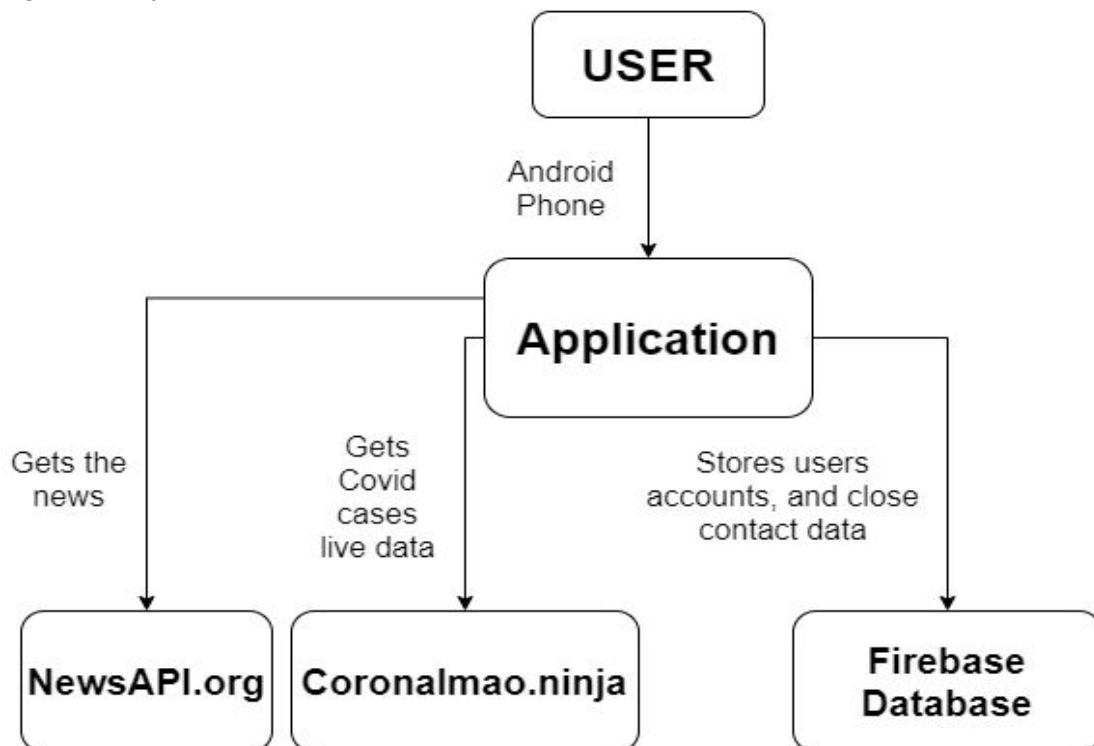 USER
Android
Phone
Application
Gets the
news
Gets
Covid
cases
live data
Stores users
accounts, and close
contact data
NewsAPI.org
Coronalmao.ninja
Firebase
Database